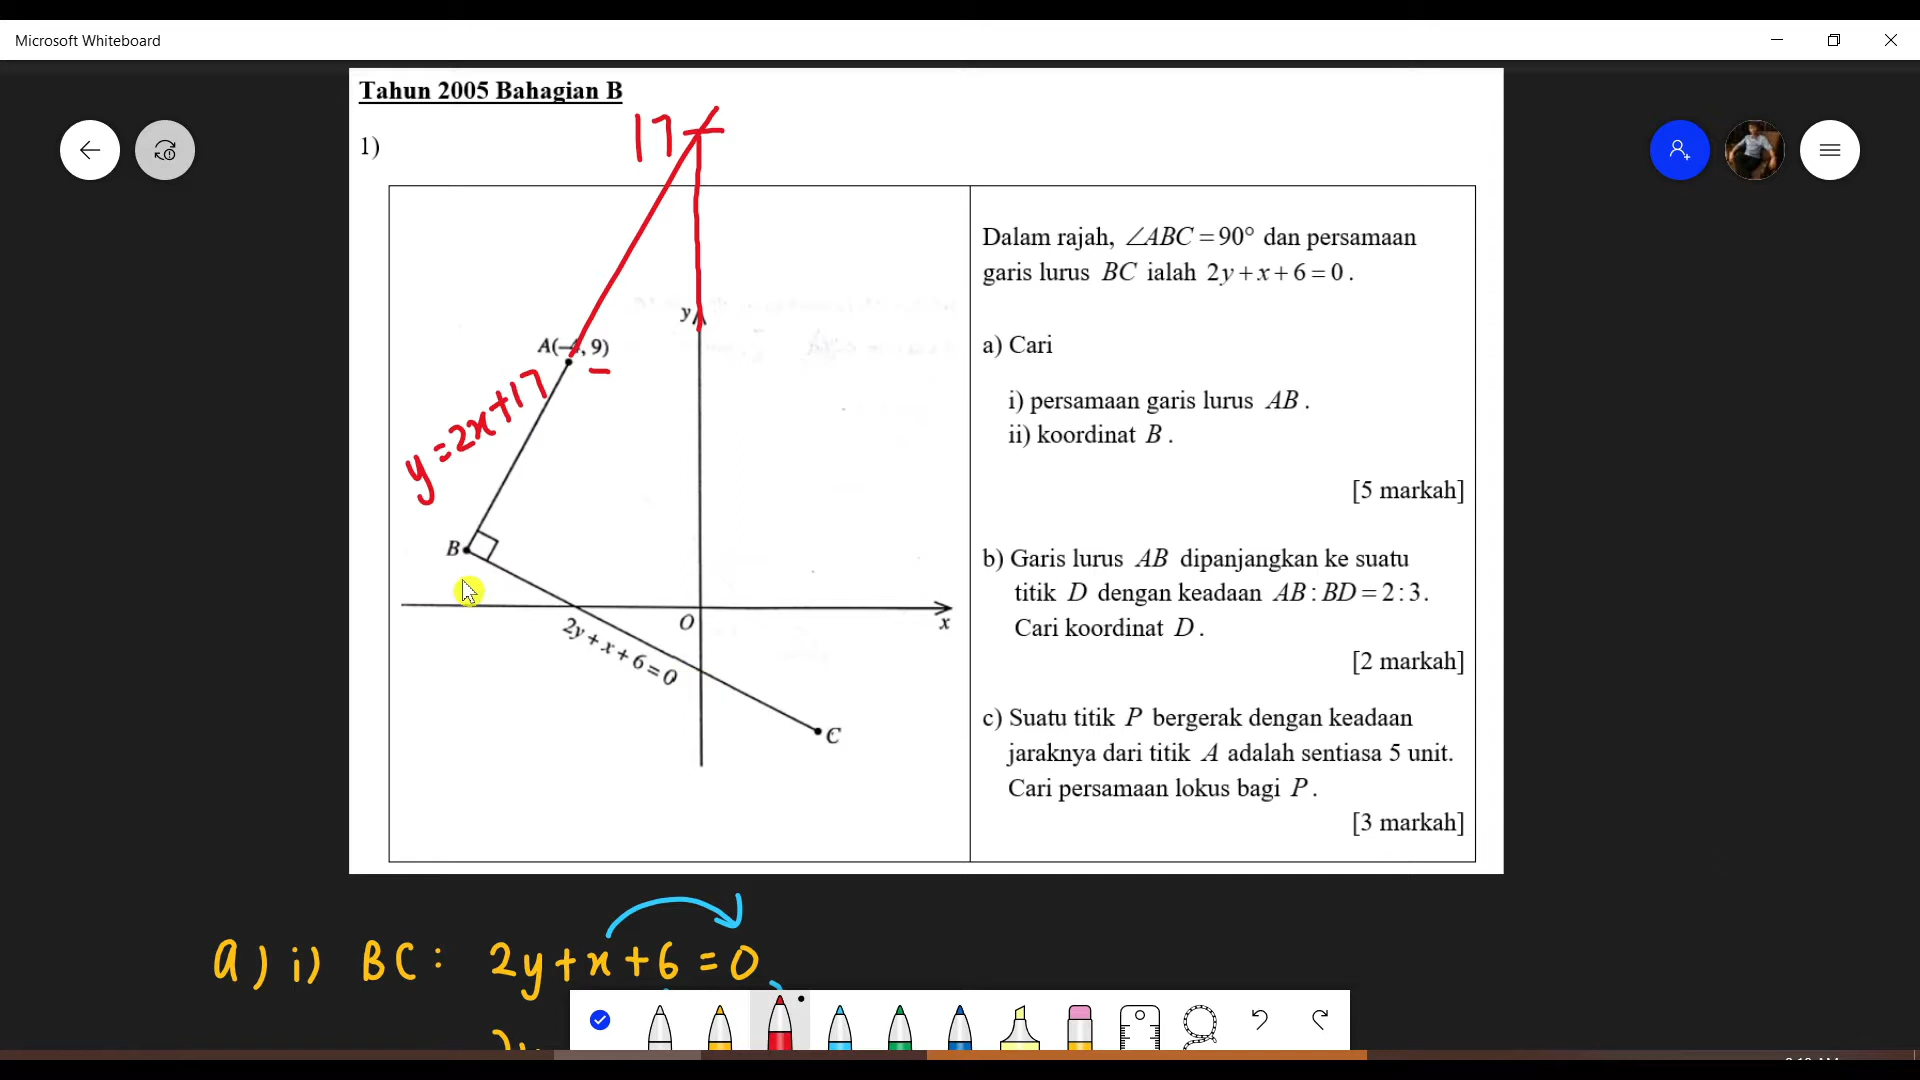 Microsoft Whiteboard
Tahun 2005 Bahagian B
1)
17
y
A(–4, 9)
y=2x+17
B
O
x
2y + x + 6 = 0
C
Dalam rajah, ∠ABC = 90° dan persamaan
garis lurus BC ialah 2y + x + 6 = 0 .
a) Cari
i) persamaan garis lurus AB .
ii) koordinat B .
[5 markah]
b) Garis lurus AB dipanjangkan ke suatu
titik D dengan keadaan AB : BD = 2 : 3 .
Cari koordinat D .
[2 markah]
c) Suatu titik P bergerak dengan keadaan
jaraknya dari titik A adalah sentiasa 5 unit.
Cari persamaan lokus bagi P .
[3 markah]
a) i) BC: 2y+x+6=0